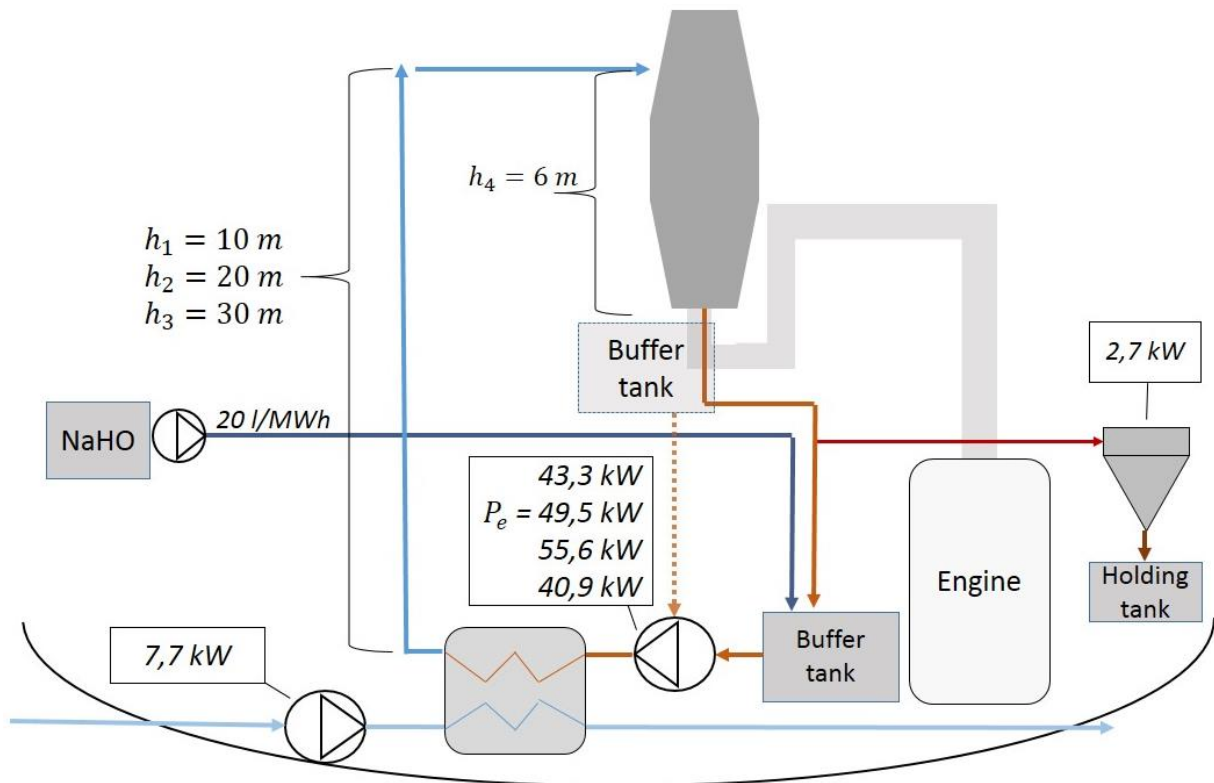 h₄ = 6 m
h₁ = 10 m
h₂ = 20 m
h₃ = 30 m
Buffer
tank
2,7 kW
NaHO
20 l/MWh
43,3 kW
Pₑ = 49,5 kW
55,6 kW
40,9 kW
Engine
Holding
tank
7,7 kW
Buffer
tank